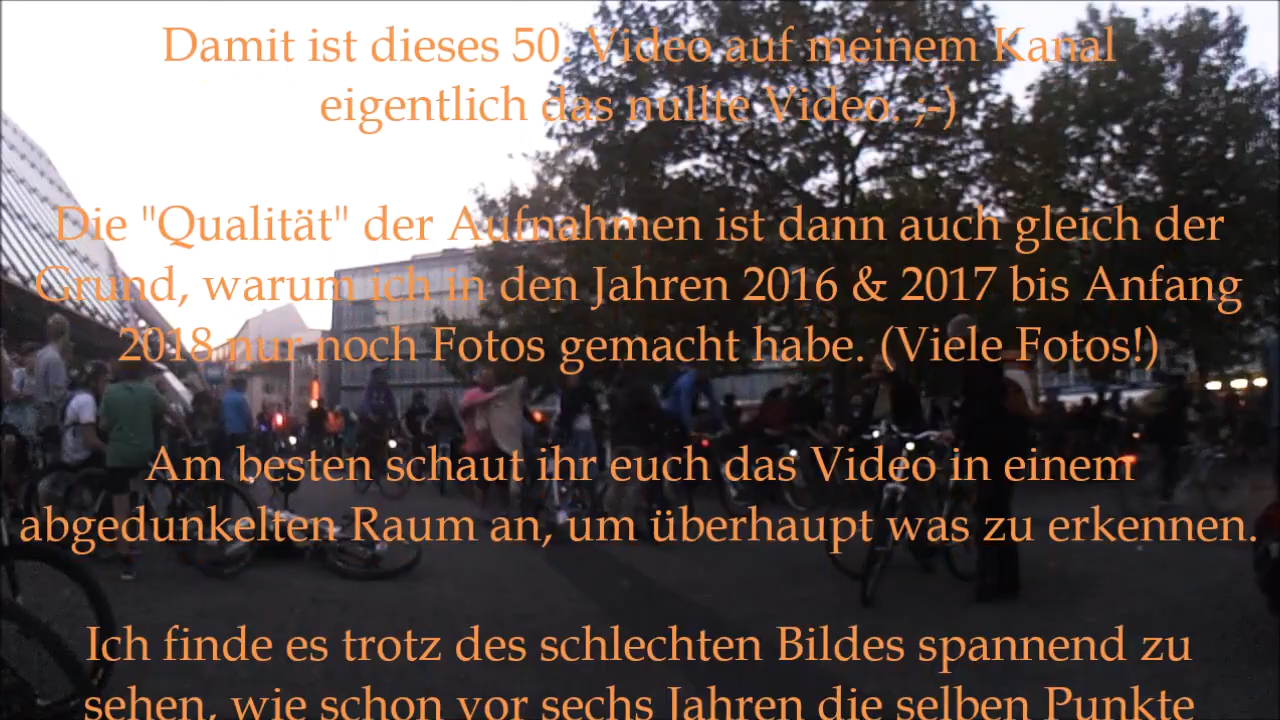 Damit ist dieses 50. Video auf meinem Kanal
eigentlich das nullte Video. ;-)
Die "Qualität" der Aufnahmen ist dann auch gleich der
Grund, warum ich in den Jahren 2016 & 2017 bis Anfang
2018 nur noch Fotos gemacht habe. (Viele Fotos!)
Am besten schaut ihr euch das Video in einem
abgedunkelten Raum an, um überhaupt was zu erkennen.
Ich finde es trotz des schlechten Bildes spannend zu
sehen, wie schon vor sechs Jahren die selben Punkte